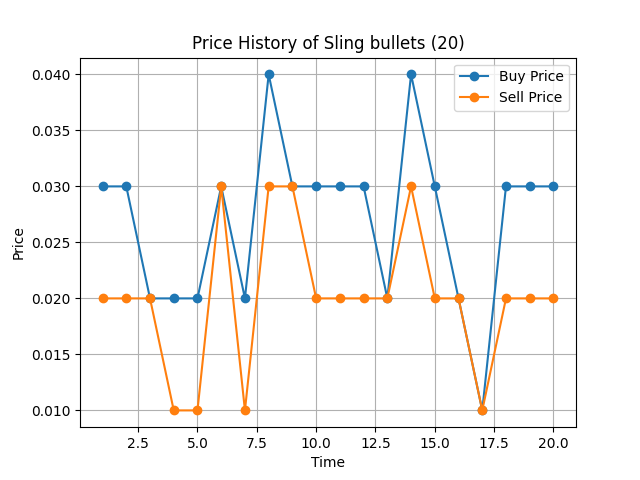 Price History of Sling bullets (20)
Buy Price
Sell Price
0.040
0.035
0.030
0.025
0.020
0.015
0.010
Price
2.5 5.0 7.5 10.0 12.5 15.0 17.5 20.0
Time